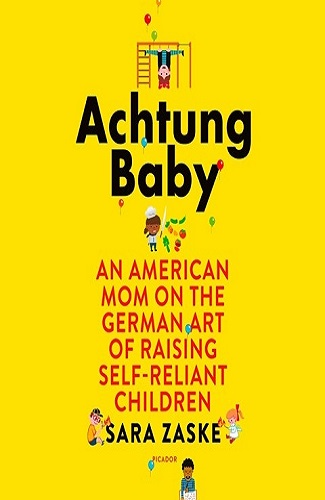 Achtung
Baby
AN AMERICAN
MOM ON THE
GERMAN ART
OF RAISING
SELF-RELIANT
CHILDREN
SARA ZASKE
PICADOR